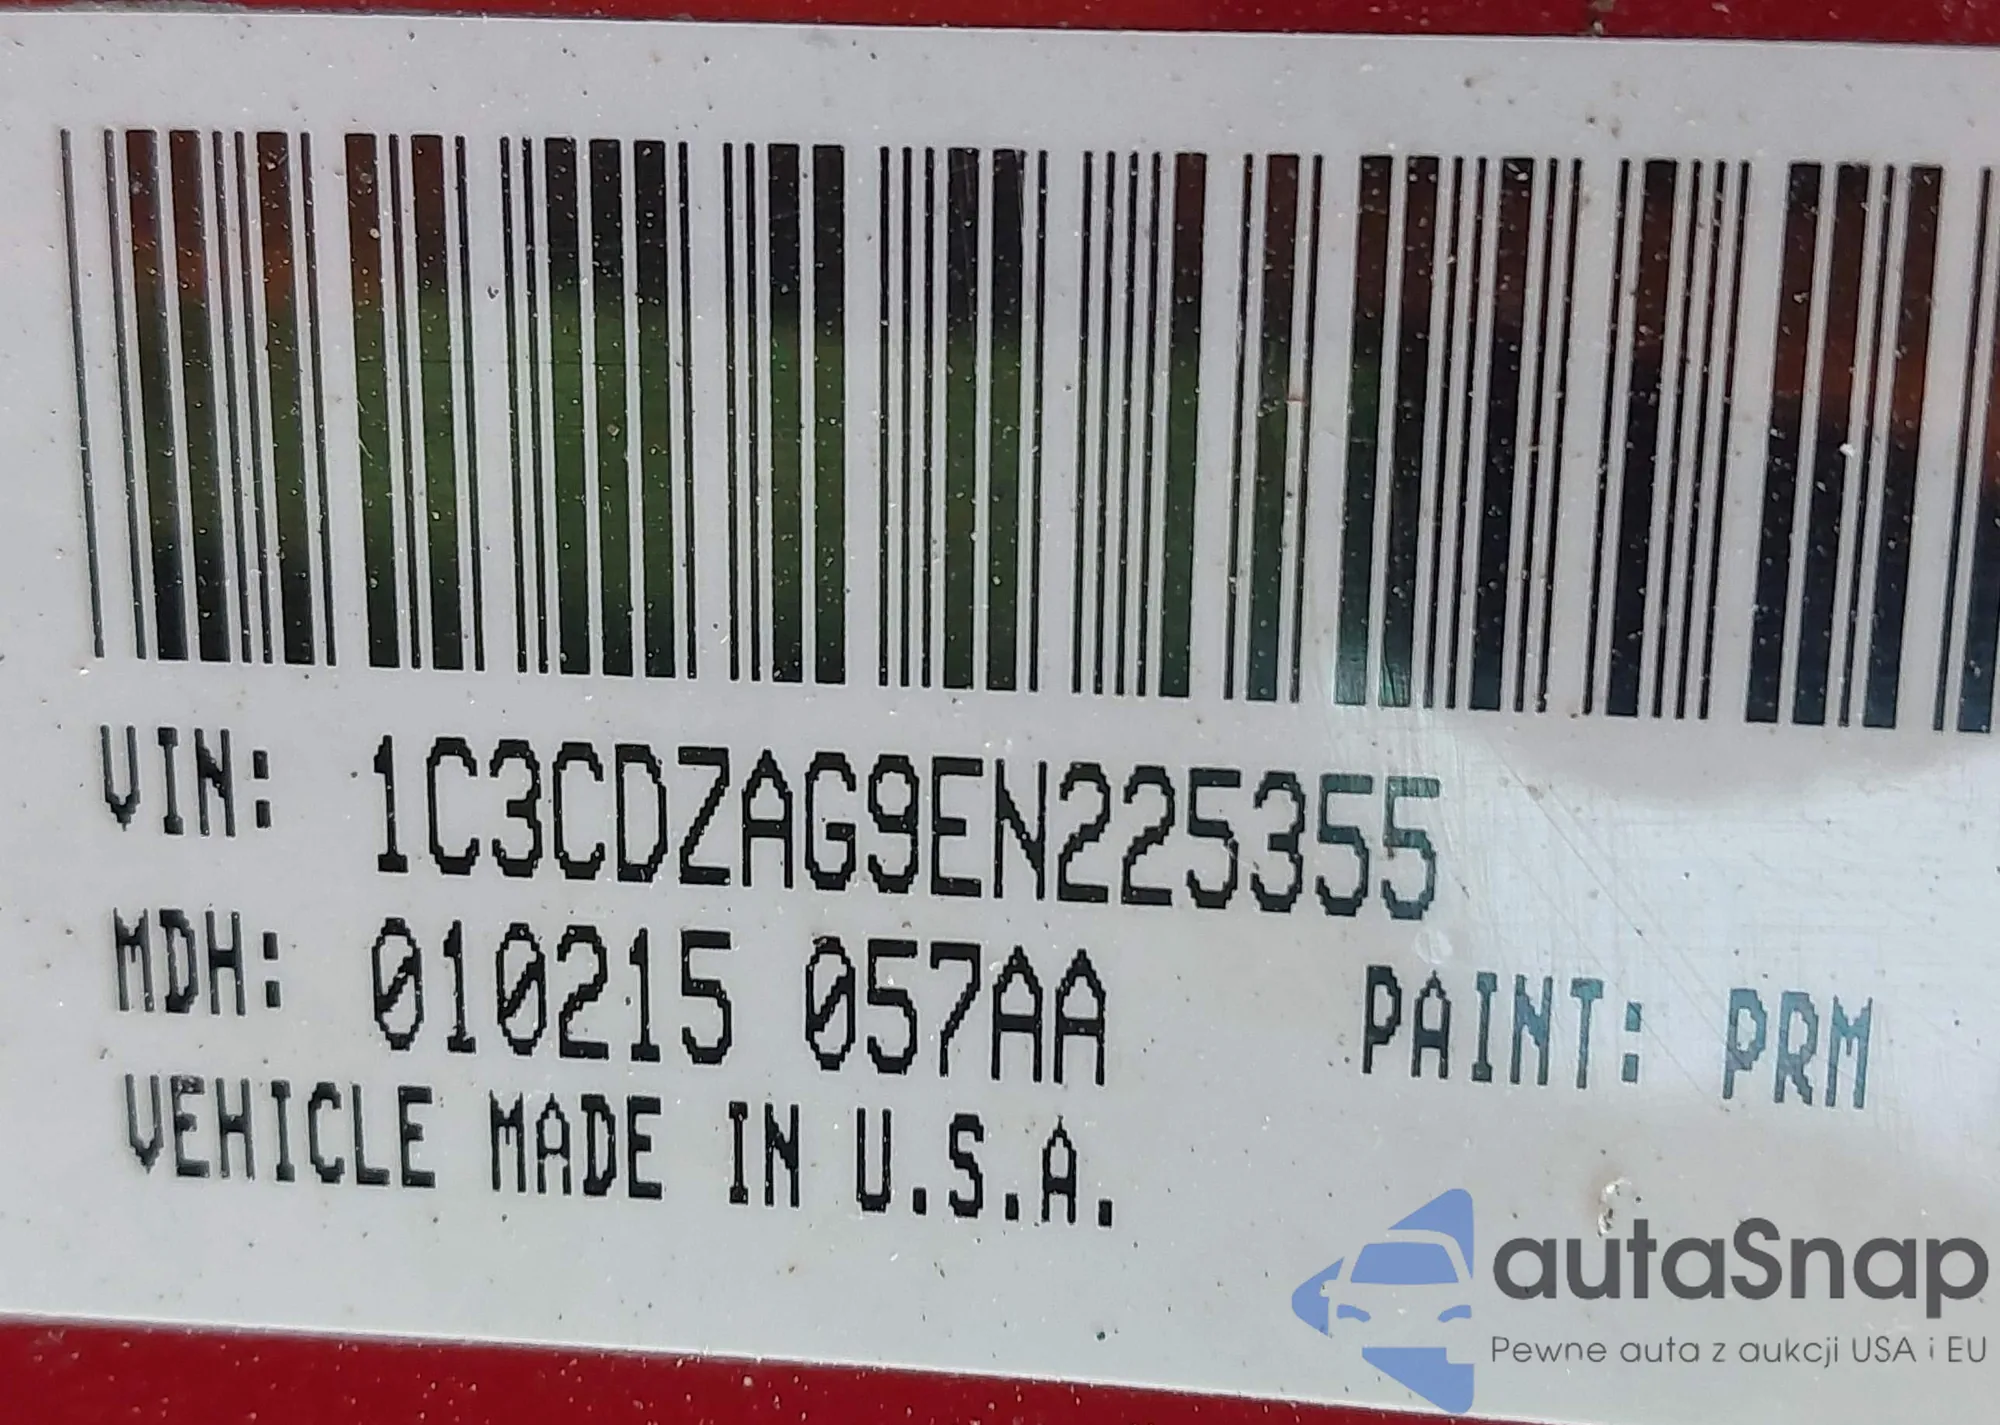 VIN: 1C3CDZAG9EN225355
MDH: 010215 057AA PAINT: PRM
VEHICLE MADE IN U.S.A.
autaSnap
Pewne auta z aukcji USA i EU